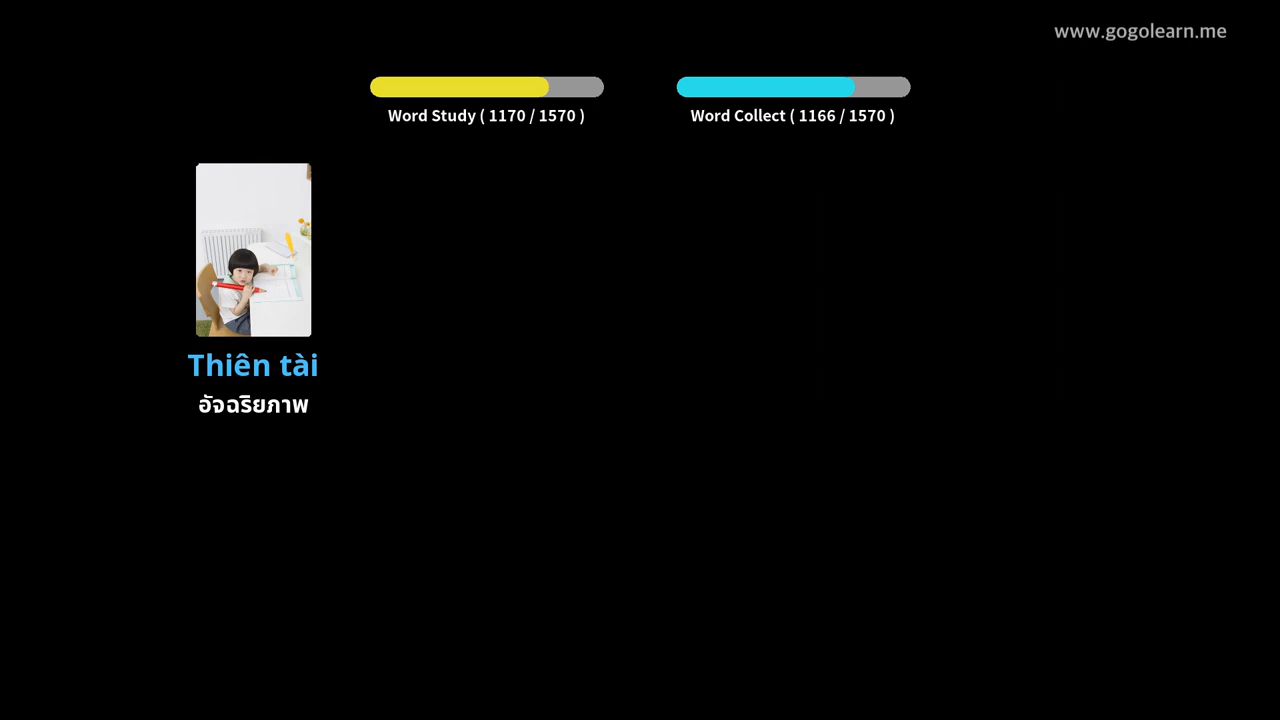 www.gogolearn.me
Word Study ( 1170 / 1570 )
Word Collect ( 1166 / 1570 )
Thiên tài
อัจฉริยภาพ